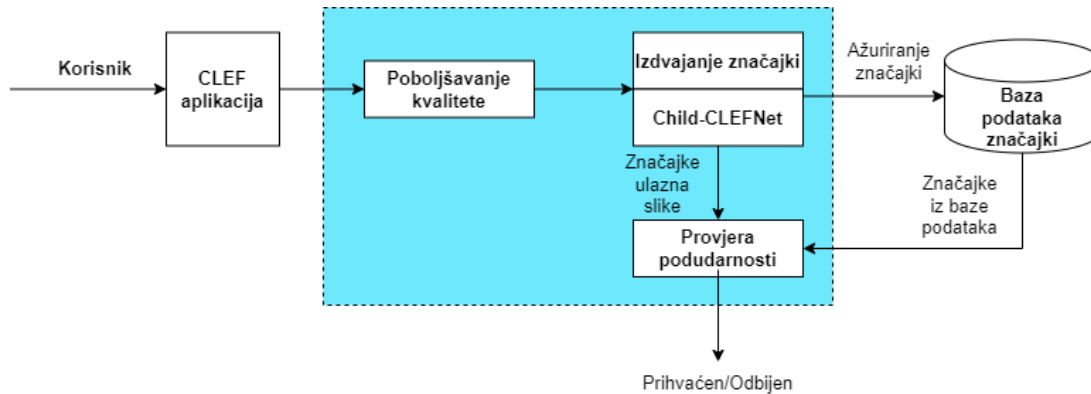 Korisnik
CLEF
aplikacija
Poboljšavanje
kvalitete
Izdvajanje značajki
Child-CLEFNet
Ažuriranje
značajki
Baza
podataka
značajki
Značajke
ulazna
slike
Značajke
iz baze
podataka
Provjera
podudarnosti
Prihvaćen/Odbijen